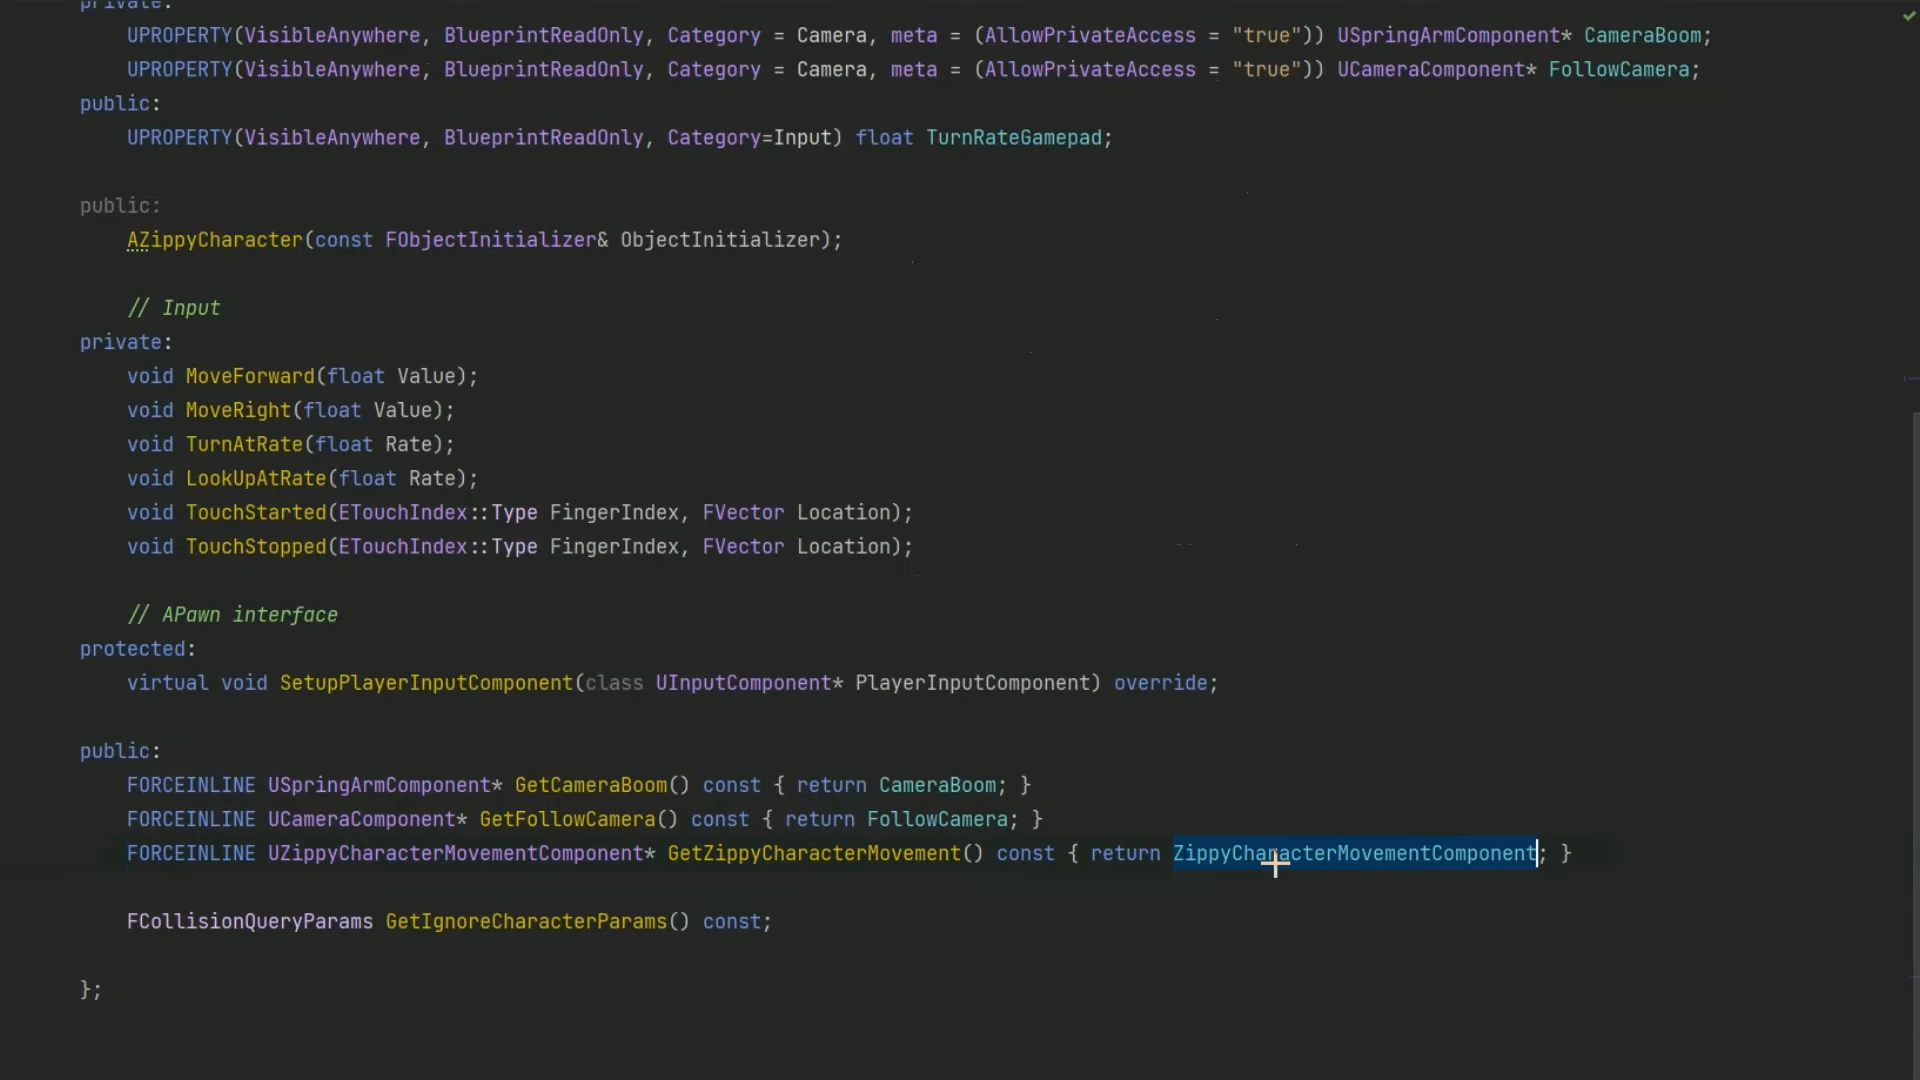 private:
UPROPERTY(VisibleAnywhere, BlueprintReadOnly, Category = Camera, meta = (AllowPrivateAccess = "true")) USpringArmComponent* CameraBoom;
UPROPERTY(VisibleAnywhere, BlueprintReadOnly, Category = Camera, meta = (AllowPrivateAccess = "true")) UCameraComponent* FollowCamera;
public:
UPROPERTY(VisibleAnywhere, BlueprintReadOnly, Category=Input) float TurnRateGamepad;
public:
AZippyCharacter(const FObjectInitializer& ObjectInitializer);
// Input
private:
void MoveForward(float Value);
void MoveRight(float Value);
void TurnAtRate(float Rate);
void LookUpAtRate(float Rate);
void TouchStarted(ETouchIndex::Type FingerIndex, FVector Location);
void TouchStopped(ETouchIndex::Type FingerIndex, FVector Location);
// APawn interface
protected:
virtual void SetupPlayerInputComponent(class UInputComponent* PlayerInputComponent) override;
public:
FORCEINLINE USpringArmComponent* GetCameraBoom() const { return CameraBoom; }
FORCEINLINE UCameraComponent* GetFollowCamera() const { return FollowCamera; }
FORCEINLINE UZippyCharacterMovementComponent* GetZippyCharacterMovement() const { return ZippyCharacterMovementComponent; }
FCollisionQueryParams GetIgnoreCharacterParams() const;
};